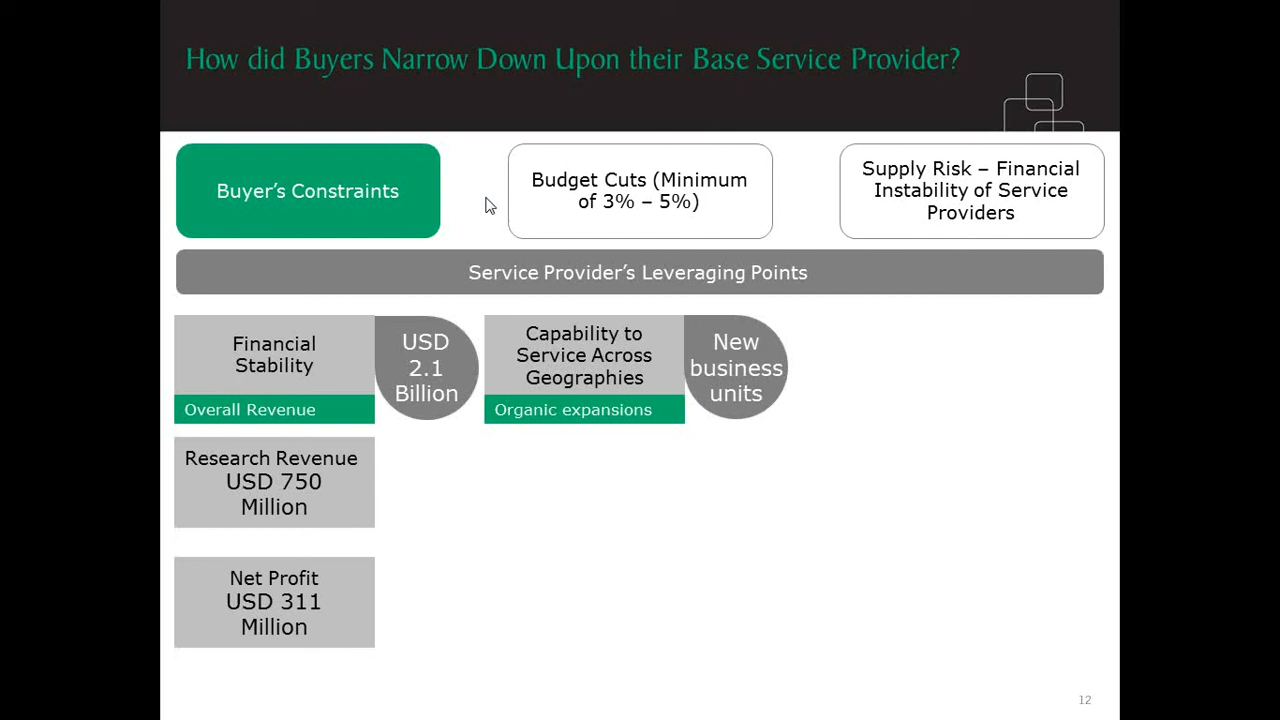 How did Buyers Narrow Down Upon their Base Service Provider?
Buyer's Constraints
Budget Cuts (Minimum
of 3% – 5%)
Supply Risk – Financial
Instability of Service
Providers
Service Provider's Leveraging Points
Financial
Stability
Overall Revenue
USD
2.1
Billion
Capability to
Service Across
Geographies
Organic expansions
New
business
units
Research Revenue
USD 750
Million
Net Profit
USD 311
Million
12